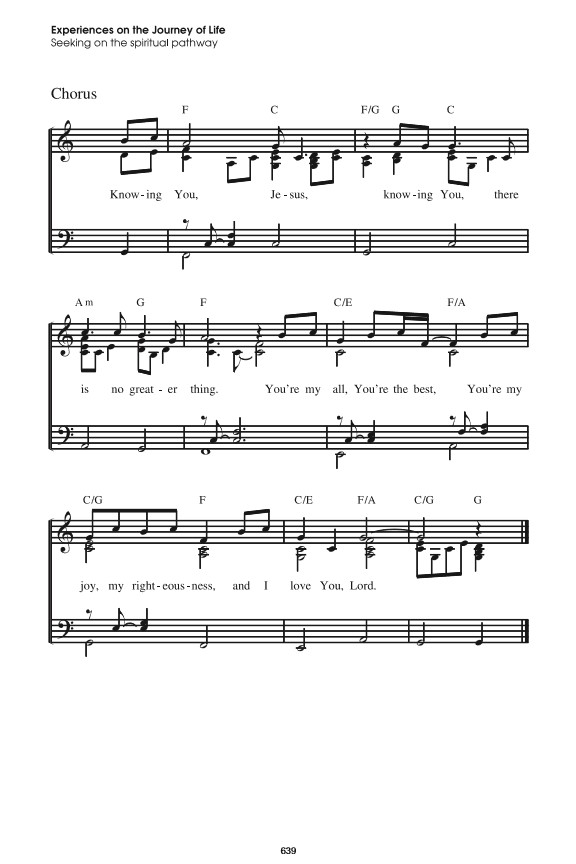 Experiences on the Journey of Life
Seeking on the spiritual pathway
Chorus
F C F/G G C
Know - ing You, Je - sus, know - ing You, there
A m G F C/E F/A
is no great - er thing. You're my all, You're the best, You're my
C/G F C/E F/A C/G G
joy, my right - eous - ness, and I love You, Lord.
639